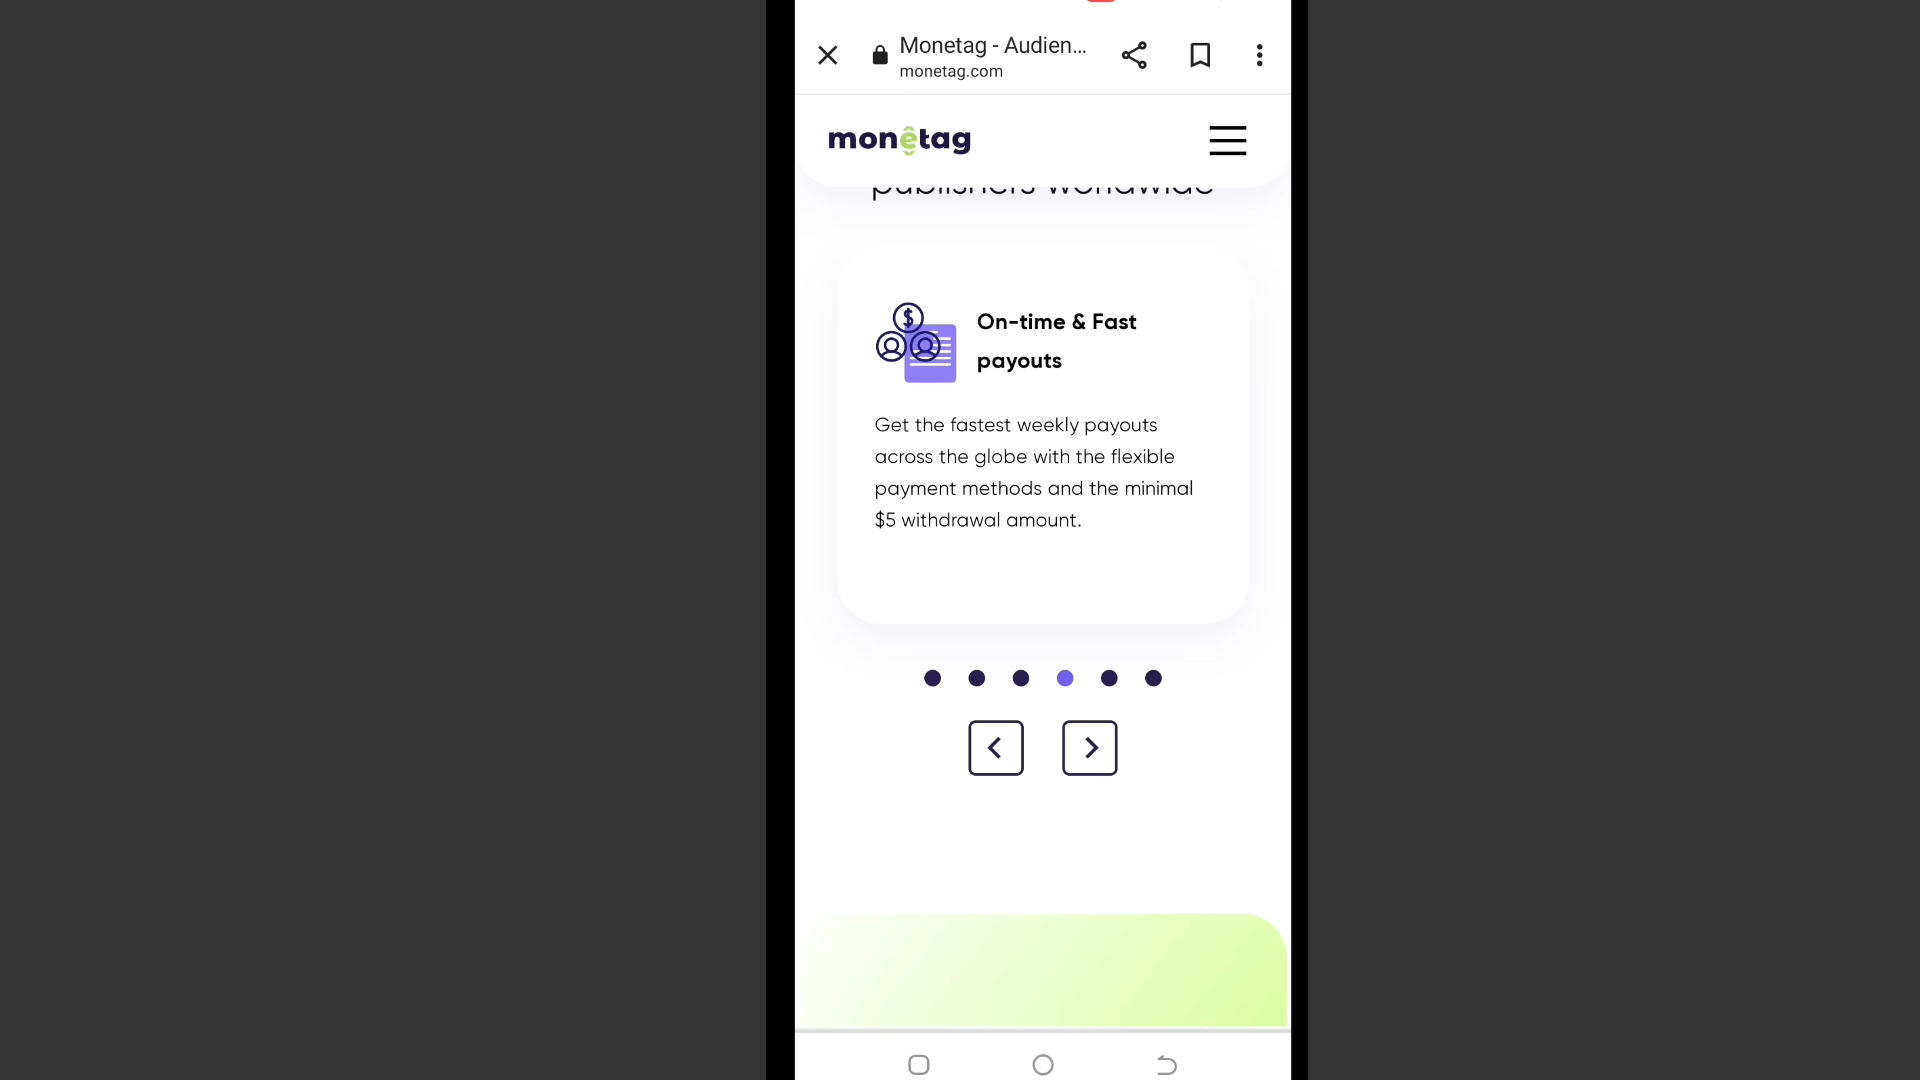 Monetag - Audien...
monetag.com
monetag
publishers worldwide
$
On-time & Fast
payouts
Get the fastest weekly payouts
across the globe with the flexible
payment methods and the minimal
$5 withdrawal amount.